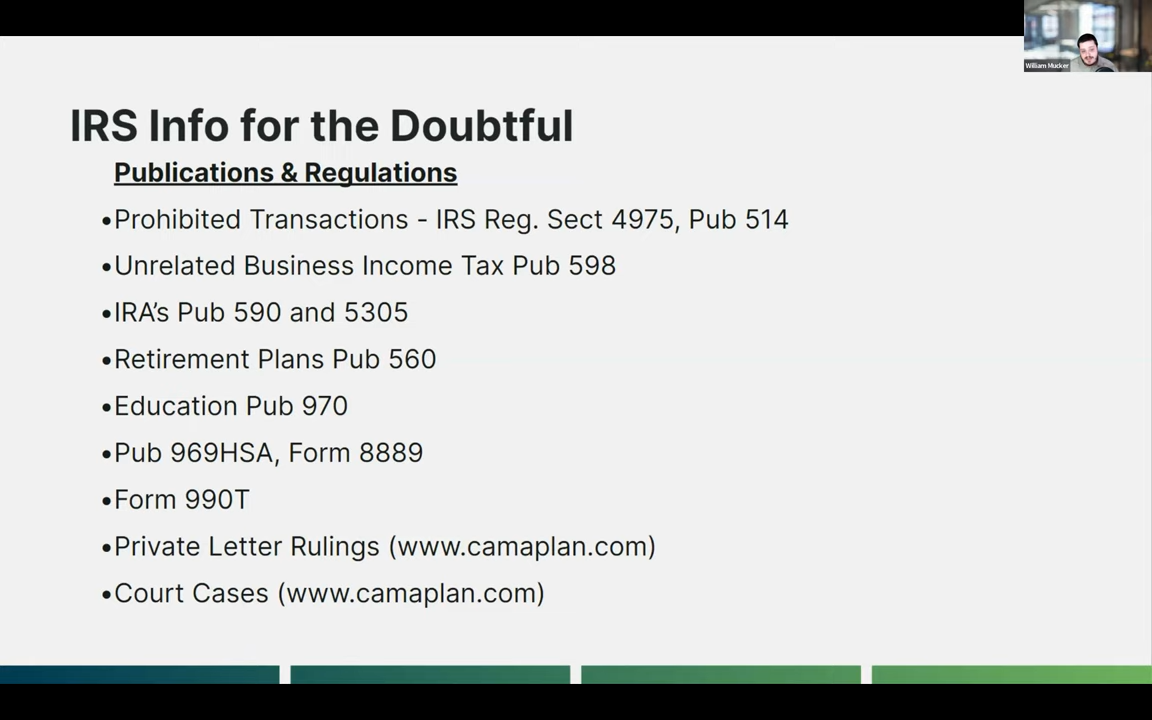 William Mucker
IRS Info for the Doubtful
Publications & Regulations
•Prohibited Transactions - IRS Reg. Sect 4975, Pub 514
•Unrelated Business Income Tax Pub 598
•IRA’s Pub 590 and 5305
•Retirement Plans Pub 560
•Education Pub 970
•Pub 969HSA, Form 8889
•Form 990T
•Private Letter Rulings (www.camaplan.com)
•Court Cases (www.camaplan.com)